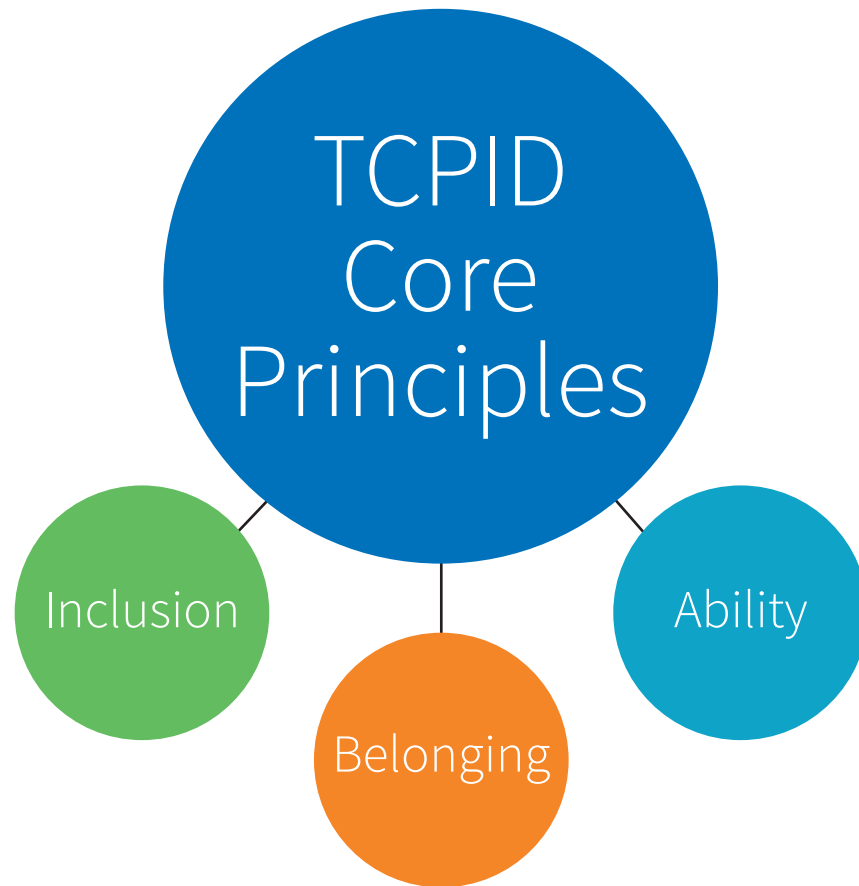 TCPID
Core
Principles
Inclusion
Ability
Belonging